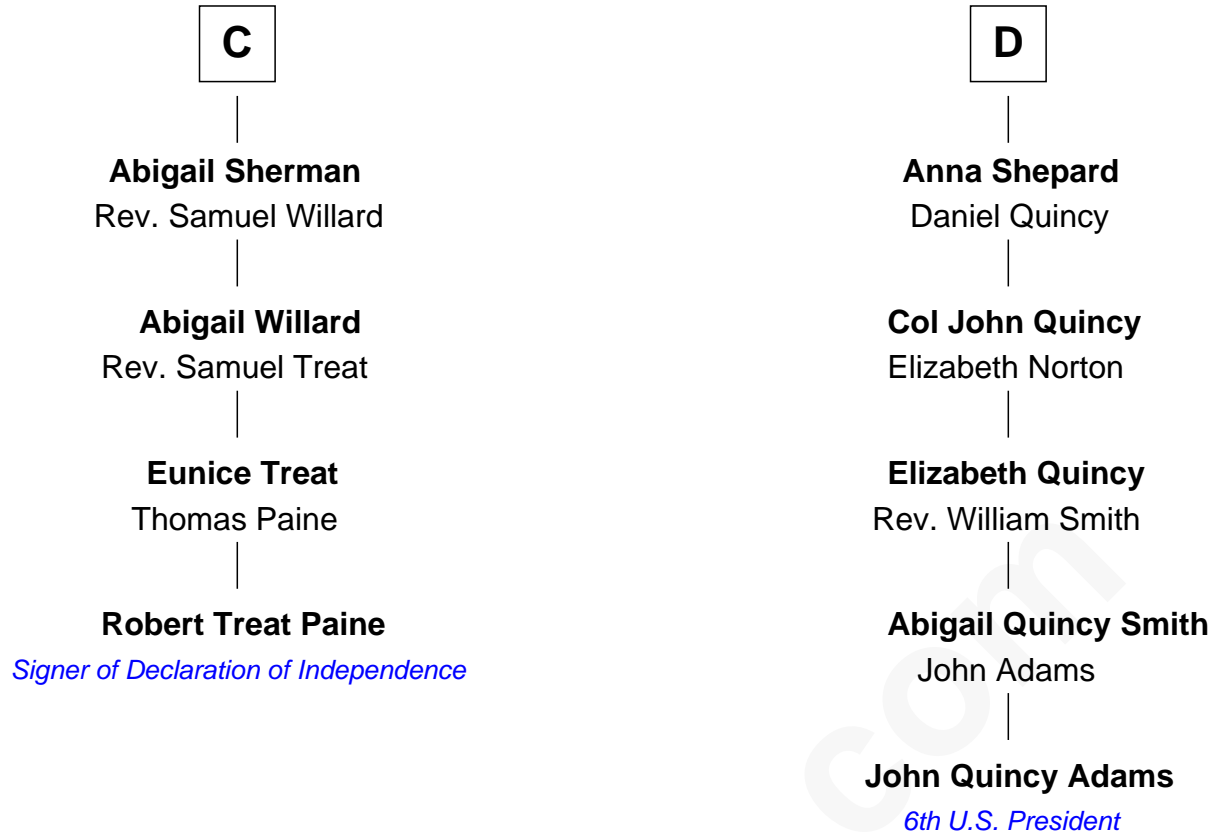 C
Abigail Sherman
Rev. Samuel Willard
Abigail Willard
Rev. Samuel Treat
Eunice Treat
Thomas Paine
Robert Treat Paine
Signer of Declaration of Independence
D
Anna Shepard
Daniel Quincy
Col John Quincy
Elizabeth Norton
Elizabeth Quincy
Rev. William Smith
Abigail Quincy Smith
John Adams
John Quincy Adams
6th U.S. President
com